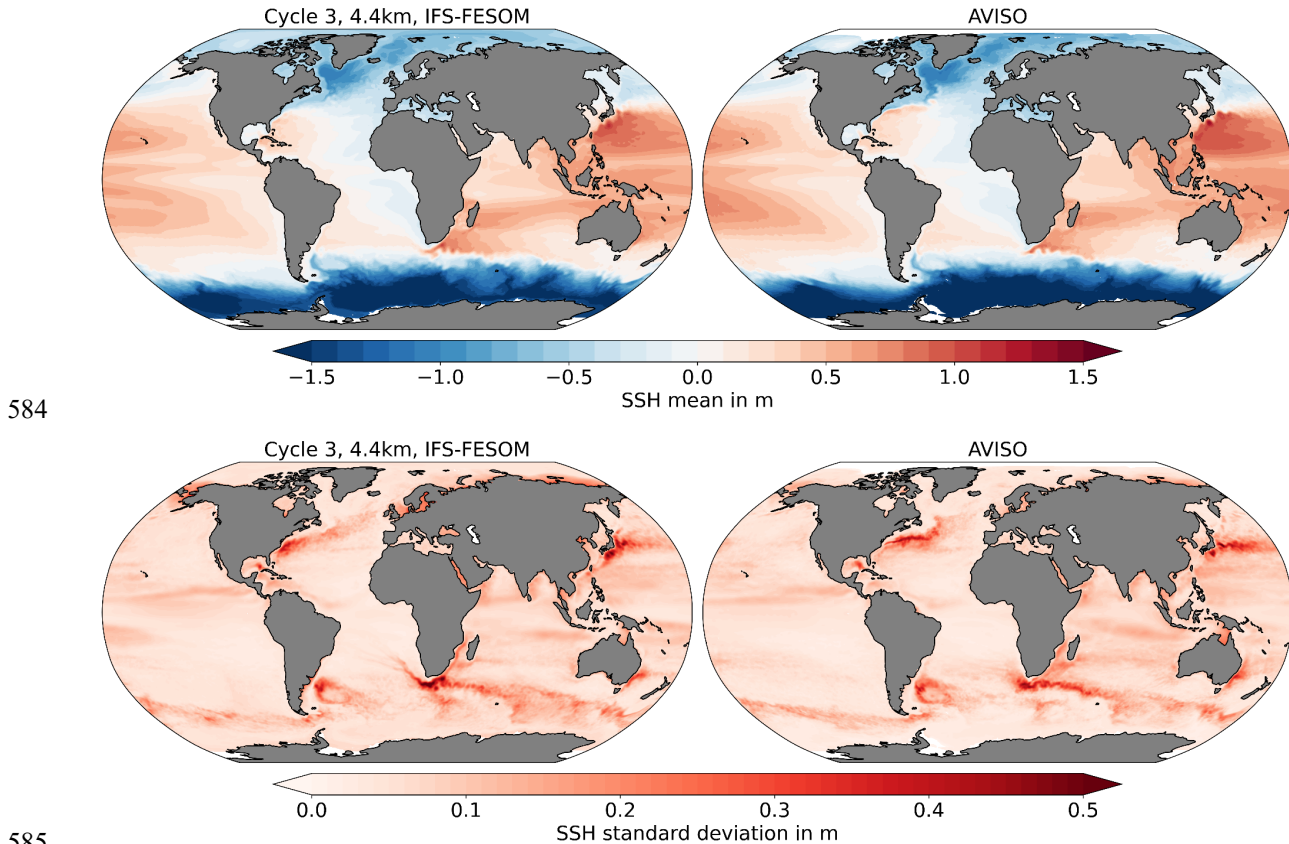 Cycle 3, 4.4km, IFS-FESOM AVISO
−1.5 −1.0 −0.5 0.0 0.5 1.0 1.5
SSH mean in m
584
Cycle 3, 4.4km, IFS-FESOM AVISO
0.0 0.1 0.2 0.3 0.4 0.5
SSH standard deviation in m
585